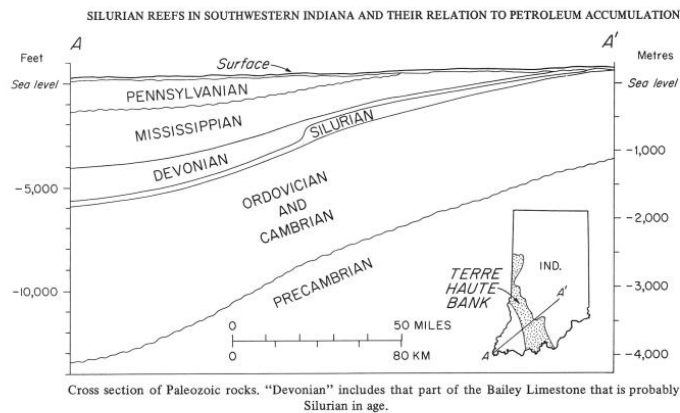 SILURIAN REEFS IN SOUTHWESTERN INDIANA AND THEIR RELATION TO PETROLEUM ACCUMULATION
A
A'
Feet
Metres
Surface
Sea level
Sea level
PENNSYLVANIAN
MISSISSIPPIAN
SILURIAN
-1,000
DEVONIAN
-5,000
ORDOVICIAN
AND
CAMBRIAN
-2,000
PRECAMBRIAN
IND.
TERRE
HAUTE
BANK
A'
-3,000
-10,000
0
50 MILES
0
80 KM
A
-4,000
Cross section of Paleozoic rocks. "Devonian" includes that part of the Bailey Limestone that is probably
Silurian in age.